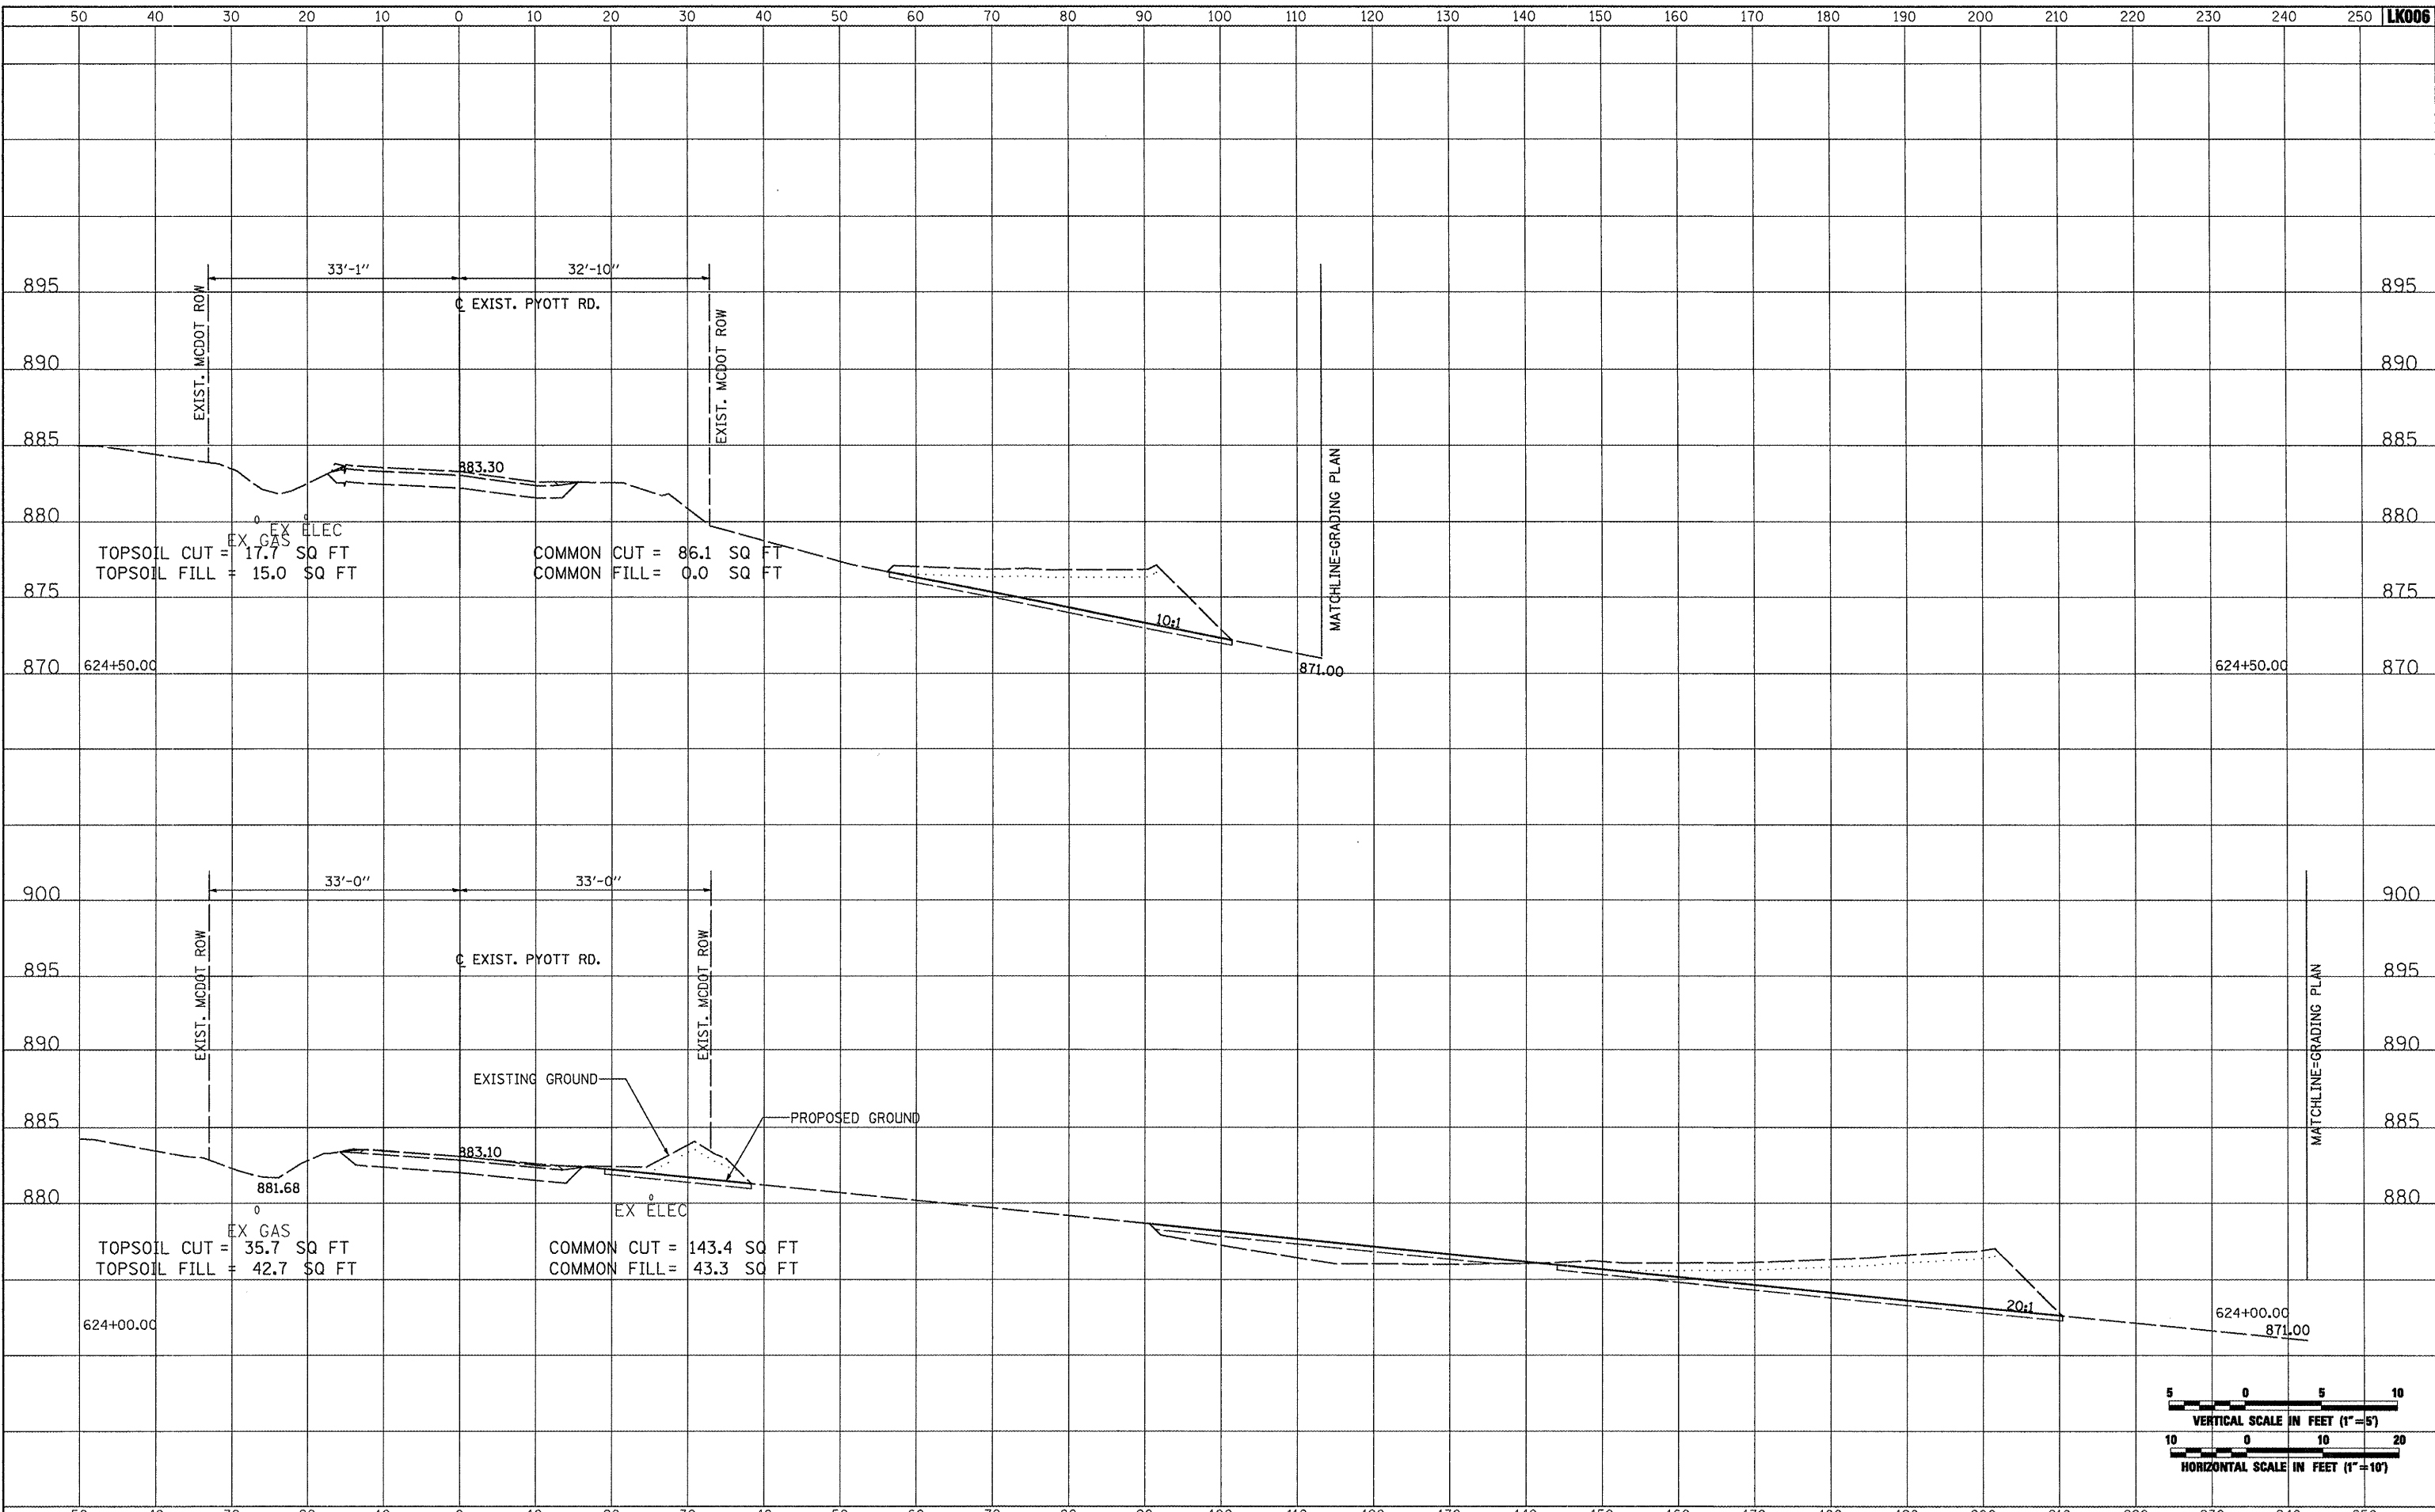 50 40 30 20 10 0 10 20 30 40 50 60 70 80 90 100 110 120 130 140 150 160 170 180 190 200 210 220 230 240 250 LK006
33'-1" 32'-10"
895 895
℄ EXIST. PYOTT RD.
EXIST. MCDOT ROW
EXIST. MCDOT ROW
890 890
885 885
883.30
MATCHLINE=GRADING PLAN
880 880
EX ELEC
EX GAS
TOPSOIL CUT = 17.7 SQ FT COMMON CUT = 86.1 SQ FT
TOPSOIL FILL = 15.0 SQ FT COMMON FILL= 0.0 SQ FT
875 875
10:1
870 624+50.00 871.00 624+50.00 870
33'-0" 33'-0"
900 900
EXIST. MCDOT ROW
EXIST. MCDOT ROW
℄ EXIST. PYOTT RD.
895 895
MATCHLINE=GRADING PLAN
890 890
EXISTING GROUND
885 PROPOSED GROUND 885
883.10
881.68
880 880
EX ELEC
EX GAS
TOPSOIL CUT = 35.7 SQ FT COMMON CUT = 143.4 SQ FT
TOPSOIL FILL = 42.7 SQ FT COMMON FILL= 43.3 SQ FT
20:1
624+00.00 624+00.00
871.00
5 0 5 10
VERTICAL SCALE IN FEET (1"=5')
10 0 10 20
HORIZONTAL SCALE IN FEET (1"=10')